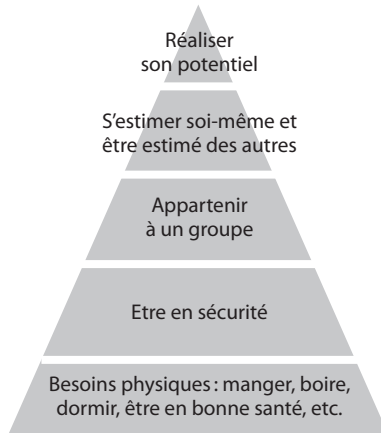 Réaliser
son potentiel
S'estimer soi-même et
être estimé des autres
Appartenir
à un groupe
Etre en sécurité
Besoins physiques : manger, boire,
dormir, être en bonne santé, etc.